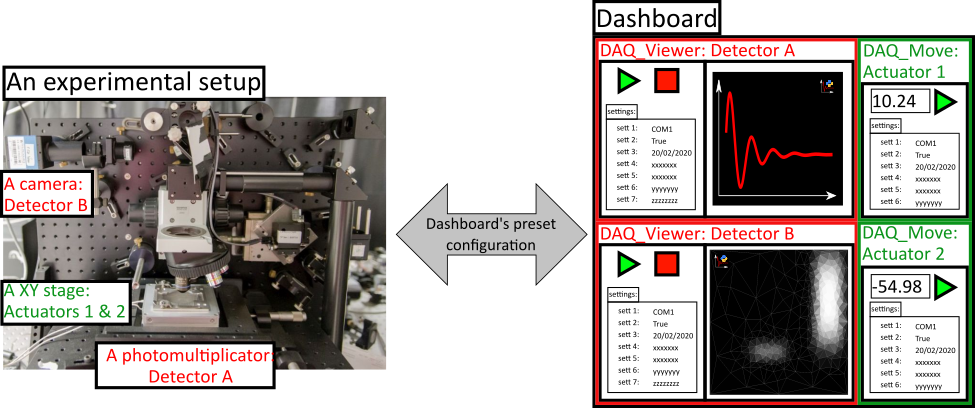 An experimental setup
A camera:
Detector B
A XY stage:
Actuators 1 & 2
A photomultiplicator:
Detector A
Dashboard's preset
configuration
Dashboard
DAQ_Viewer: Detector A
settings:
sett 1: COM1
sett 2: True
sett 3: 20/02/2020
sett 4: xxxxxxx
sett 5: xxxxxxx
sett 6: yyyyyyy
sett 7: zzzzzzzz
DAQ_Move:
Actuator 1
10.24
settings:
sett 1: COM1
sett 2: True
sett 3: 20/02/2020
sett 4: xxxxxxx
sett 5: xxxxxxx
sett 6: yyyyyyy
DAQ_Viewer: Detector B
settings:
sett 1: COM1
sett 2: True
sett 3: 20/02/2020
sett 4: xxxxxxx
sett 5: xxxxxxx
sett 6: yyyyyyy
sett 7: zzzzzzzz
DAQ_Move:
Actuator 2
-54.98
settings:
sett 1: COM1
sett 2: True
sett 3: 20/02/2020
sett 4: xxxxxxx
sett 5: xxxxxxx
sett 6: yyyyyyy